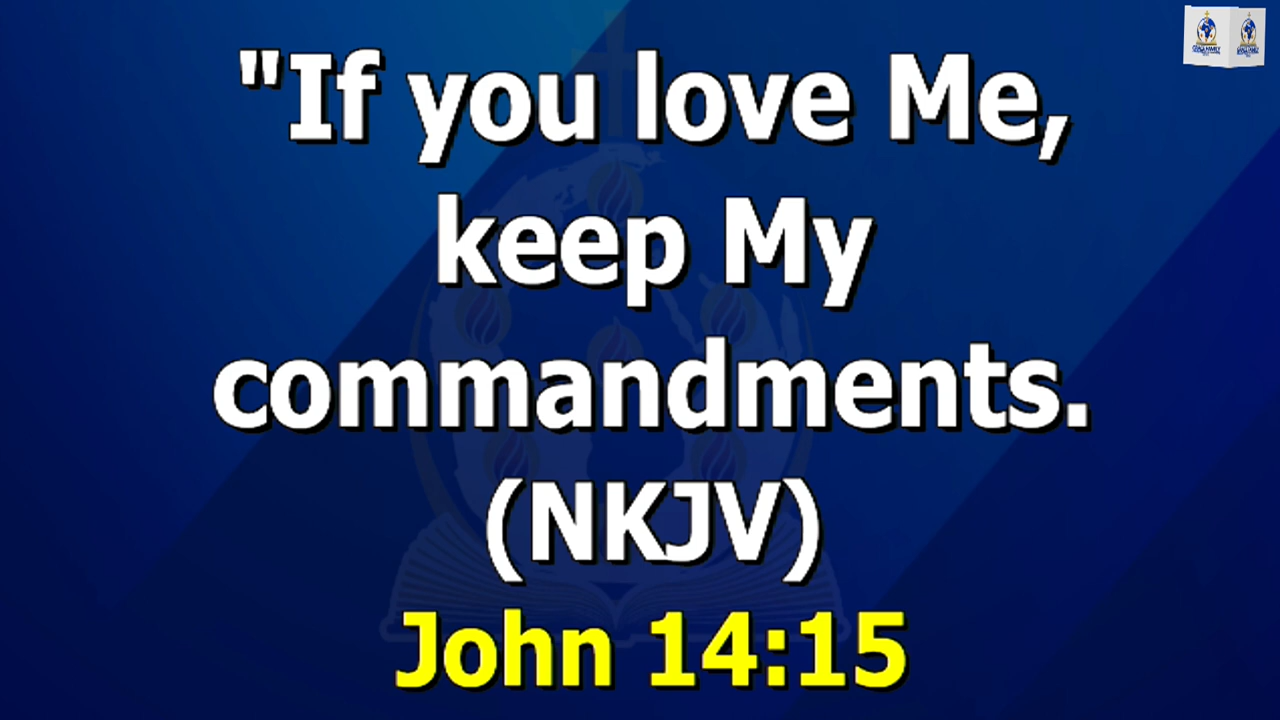 "If you love Me,
keep My
commandments.
(NKJV)
John 14:15